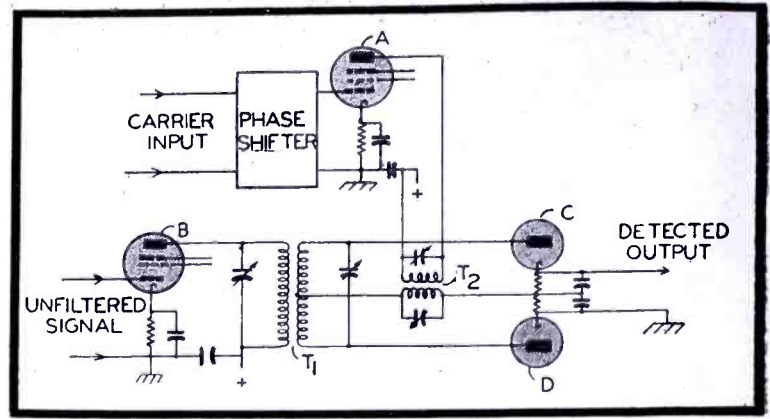 A
CARRIER
INPUT
PHASE
SHIFTER
+
B
C
DETECTED
OUTPUT
T2
UNFILTERED
SIGNAL
T1
+
D